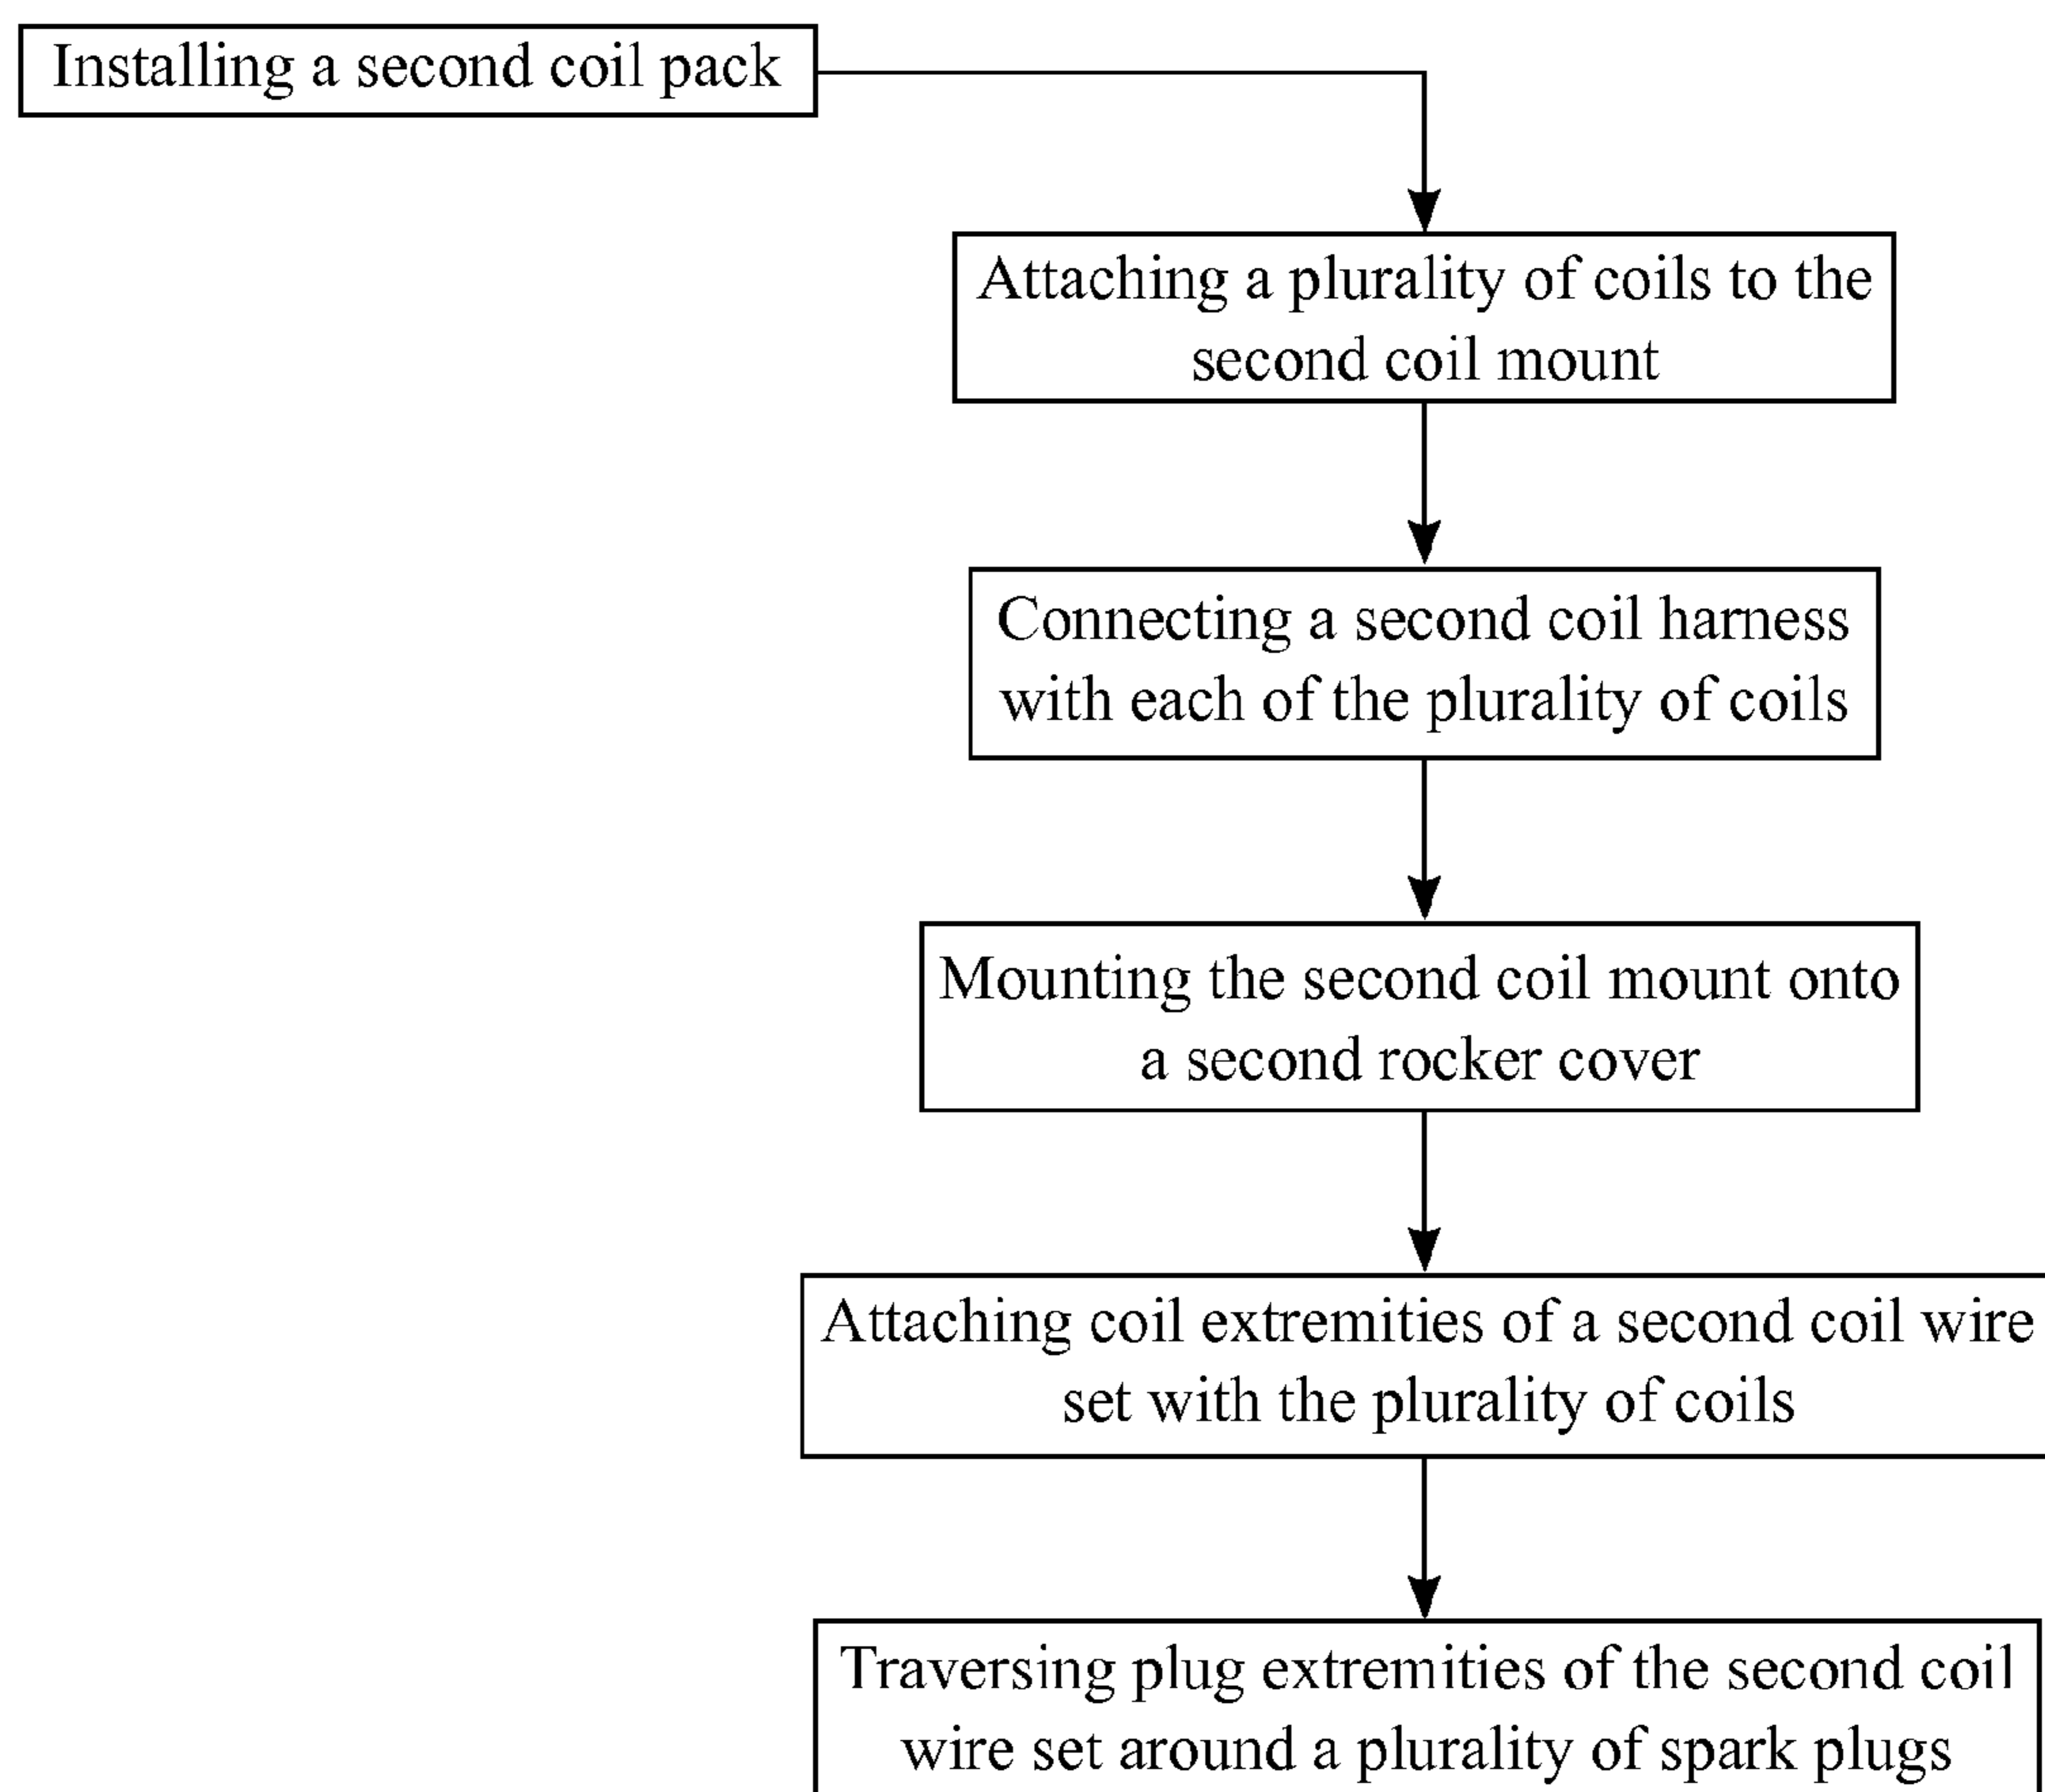 Installing a second coil pack
Attaching a plurality of coils to the
second coil mount
Connecting a second coil harness
with each of the plurality of coils
Mounting the second coil mount onto
a second rocker cover
Attaching coil extremities of a second coil wire
set with the plurality of coils
Traversing plug extremities of the second coil
wire set around a plurality of spark plugs